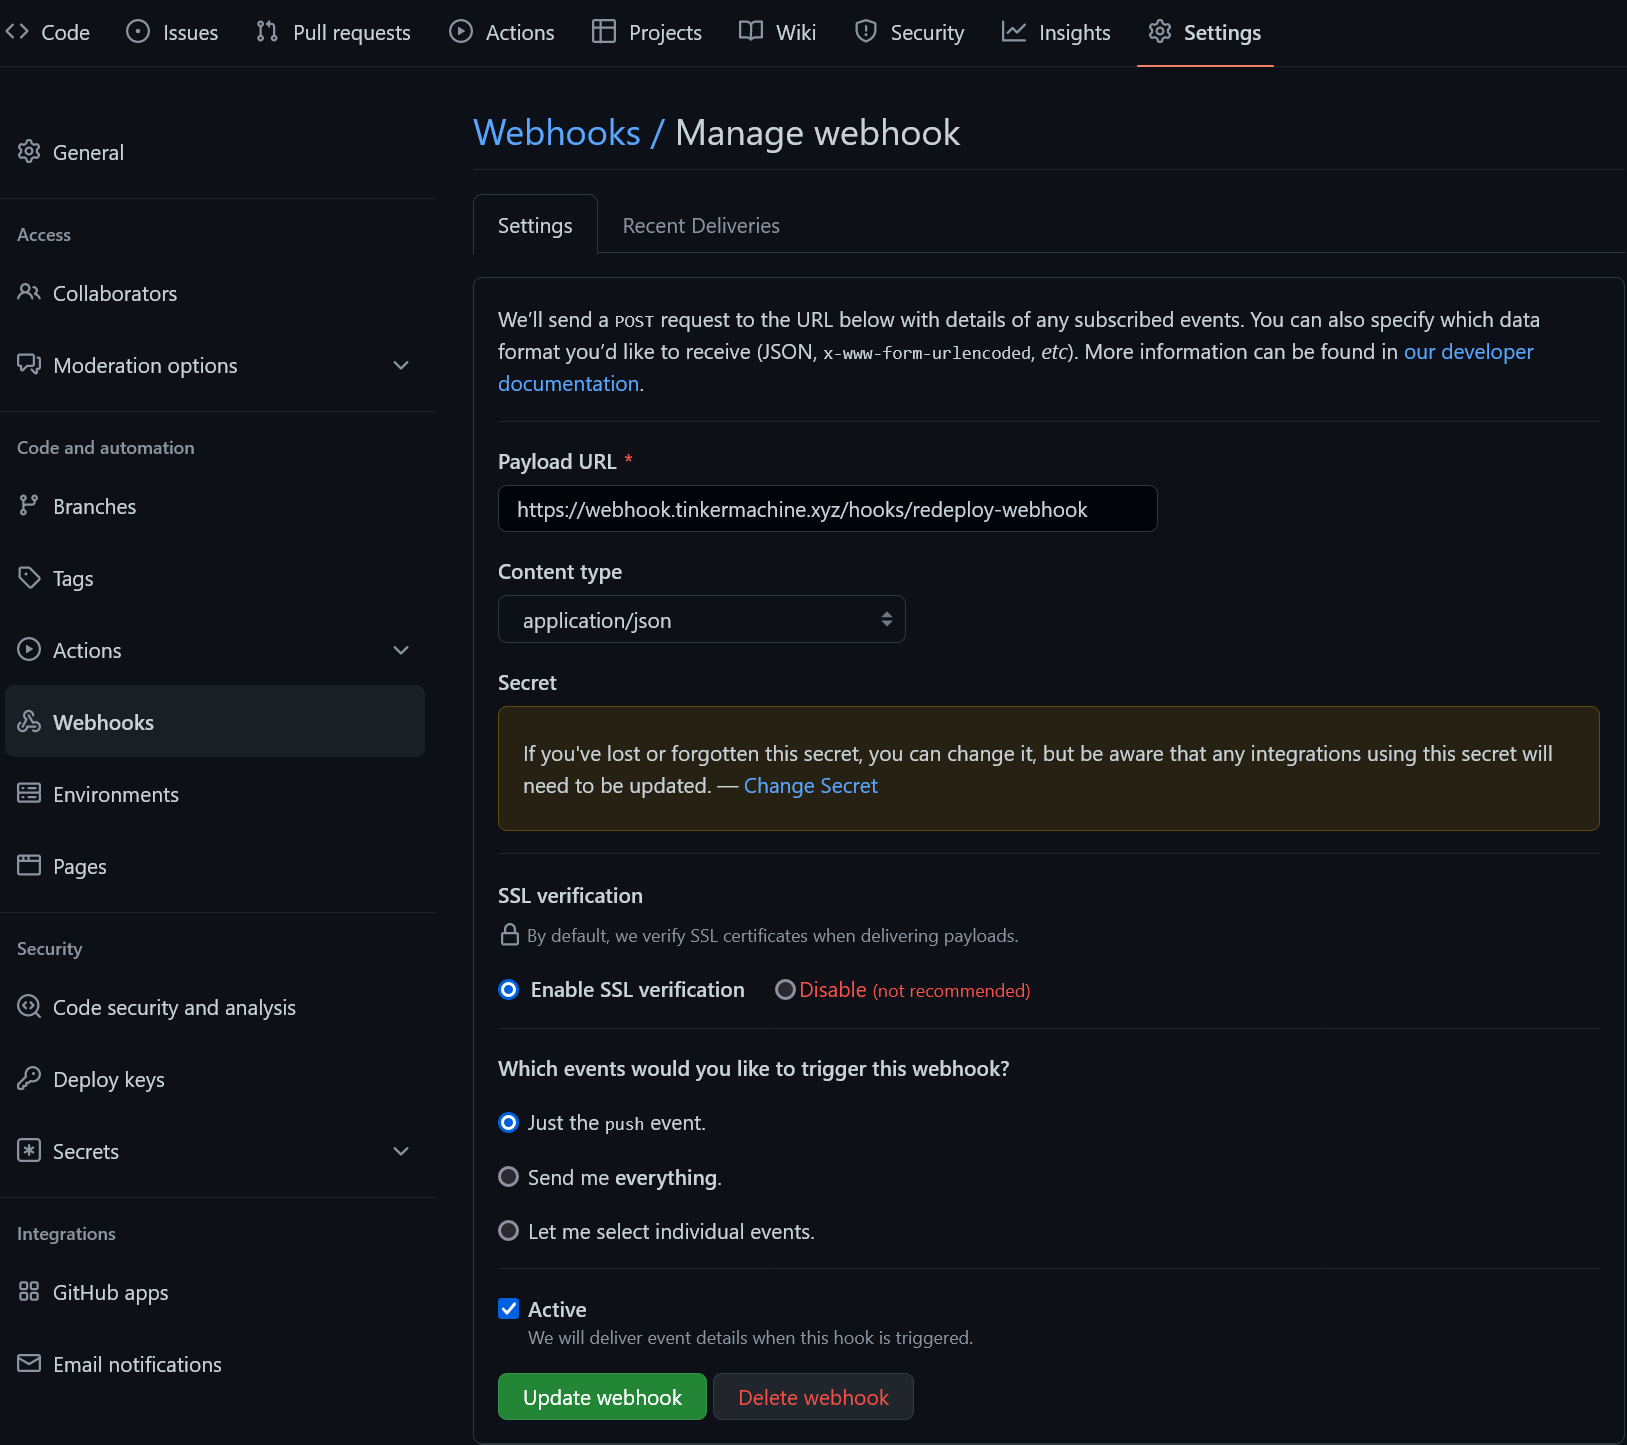 Code
Issues
Pull requests
Actions
Projects
Wiki
Security
Insights
Settings
General
Access
Collaborators
Moderation options
Code and automation
Branches
Tags
Actions
Webhooks
Environments
Pages
Security
Code security and analysis
Deploy keys
Secrets
Integrations
GitHub apps
Email notifications
Webhooks / Manage webhook
Settings
Recent Deliveries
We’ll send a POST request to the URL below with details of any subscribed events. You can also specify which data
format you’d like to receive (JSON, x-www-form-urlencoded, etc). More information can be found in our developer
documentation.
Payload URL *
https://webhook.tinkermachine.xyz/hooks/redeploy-webhook
Content type
application/json
Secret
If you've lost or forgotten this secret, you can change it, but be aware that any integrations using this secret will
need to be updated. — Change Secret
SSL verification
By default, we verify SSL certificates when delivering payloads.
Enable SSL verification
Disable (not recommended)
Which events would you like to trigger this webhook?
Just the push event.
Send me everything.
Let me select individual events.
Active
We will deliver event details when this hook is triggered.
Update webhook
Delete webhook